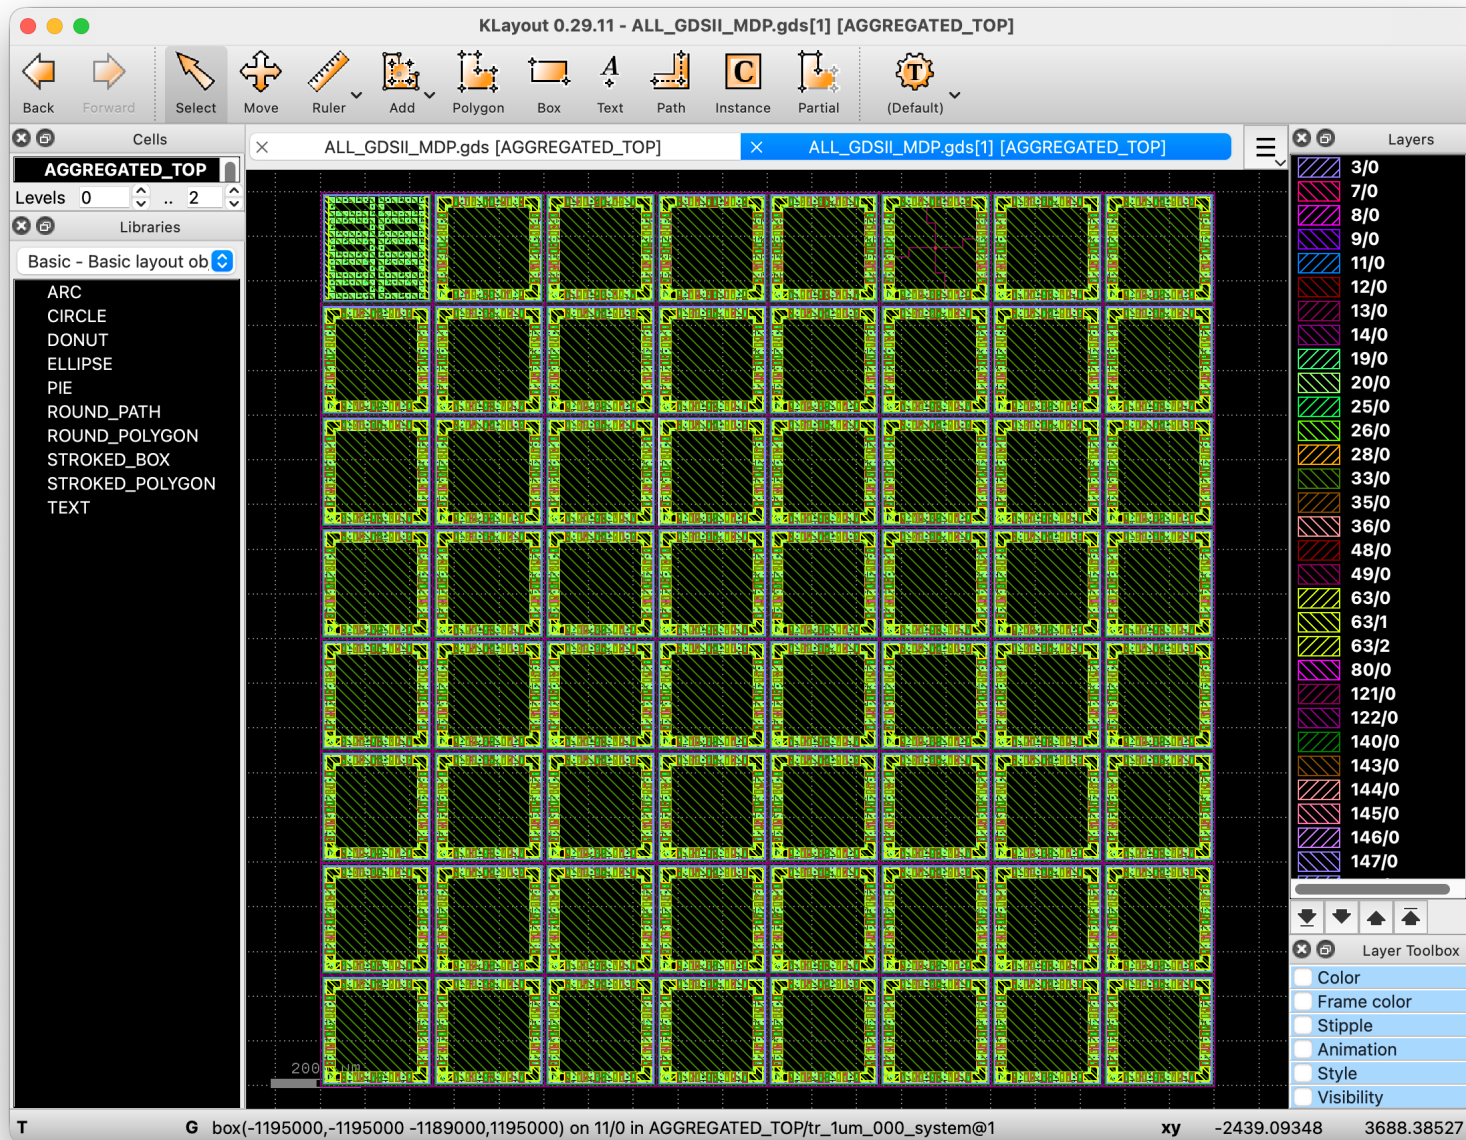 KLayout 0.29.11 - ALL_GDSII_MDP.gds[1] [AGGREGATED_TOP]
Back Forward Select Move Ruler Add Polygon Box Text Path Instance Partial (Default)
Cells
AGGREGATED_TOP
Levels 0 .. 2
Libraries
Basic - Basic layout ob
ARC
CIRCLE
DONUT
ELLIPSE
PIE
ROUND_PATH
ROUND_POLYGON
STROKED_BOX
STROKED_POLYGON
TEXT
ALL_GDSII_MDP.gds [AGGREGATED_TOP] ALL_GDSII_MDP.gds[1] [AGGREGATED_TOP]
Layers
3/0
7/0
8/0
9/0
11/0
12/0
13/0
14/0
19/0
20/0
25/0
26/0
28/0
33/0
35/0
36/0
48/0
49/0
63/0
63/1
63/2
80/0
121/0
122/0
140/0
143/0
144/0
145/0
146/0
147/0
Layer Toolbox
Color
Frame color
Stipple
Animation
Style
Visibility
T G box(-1195000,-1195000 -1189000,1195000) on 11/0 in AGGREGATED_TOP/tr_1um_000_system@1 xy -2439.09348 3688.38527